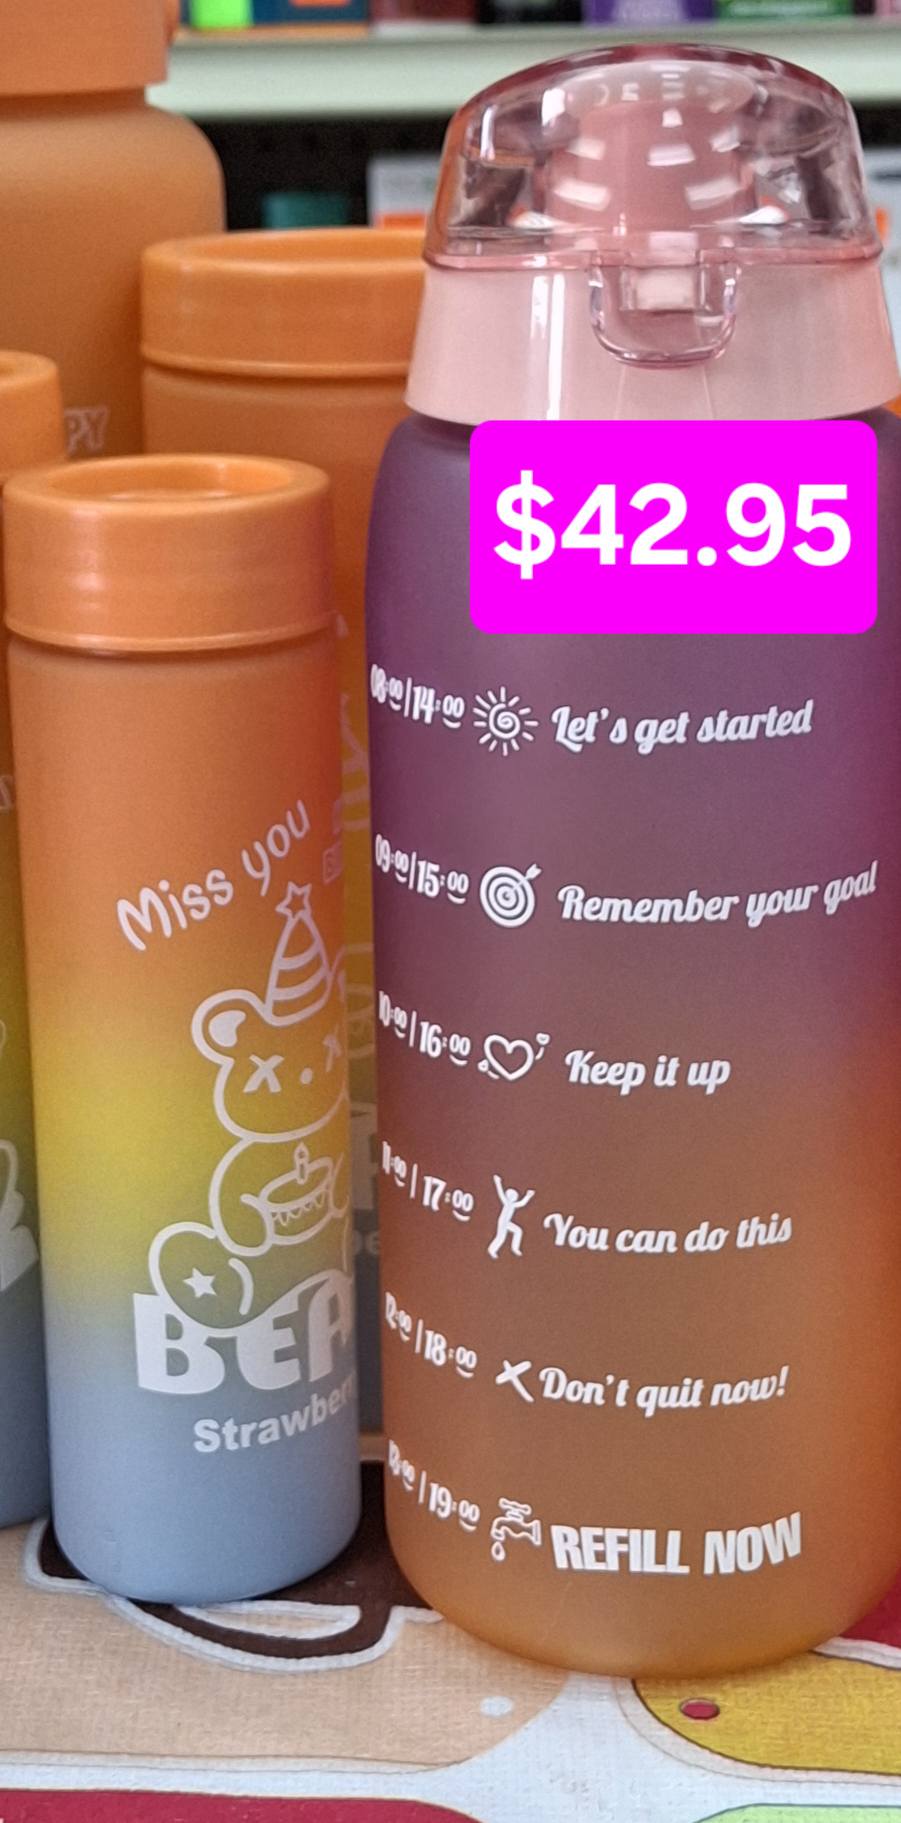 $42.95
PY
08:00|14:00 Let's get started
09:00|15:00 Remember your goal
10:00|16:00 Keep it up
11:00|17:00 You can do this
12:00|18:00 Don't quit now!
13:00|19:00 REFILL NOW
Miss you
BEA
Strawber